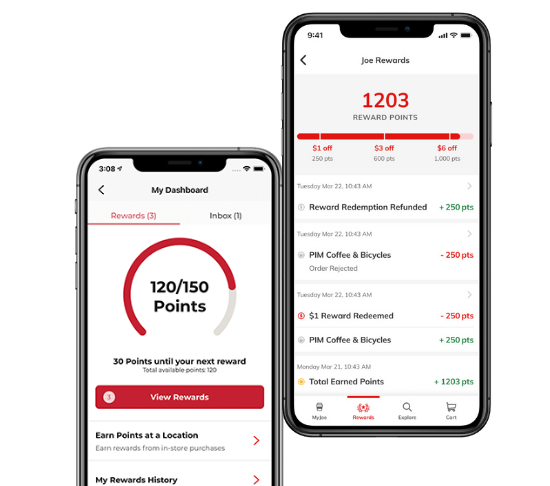 9:41
Joe Rewards
1203
REWARD POINTS
$1 off $3 off $6 off
250 pts 600 pts 1,000 pts
Tuesday Mar 22, 10:43 AM
Reward Redemption Refunded + 250 pts
Tuesday Mar 22, 10:43 AM
PIM Coffee & Bicycles - 250 pts
Order Rejected
Tuesday Mar 22, 10:43 AM
$1 Reward Redeemed - 250 pts
PIM Coffee & Bicycles + 250 pts
Monday Mar 21, 10:43 AM
Total Earned Points + 1203 pts
MyJoe Rewards Explore Cart
3:08
My Dashboard
Rewards (3) Inbox (1)
120/150
Points
30 Points until your next reward
Total available points: 120
3 View Rewards
Earn Points at a Location
Earn rewards from in-store purchases
My Rewards History